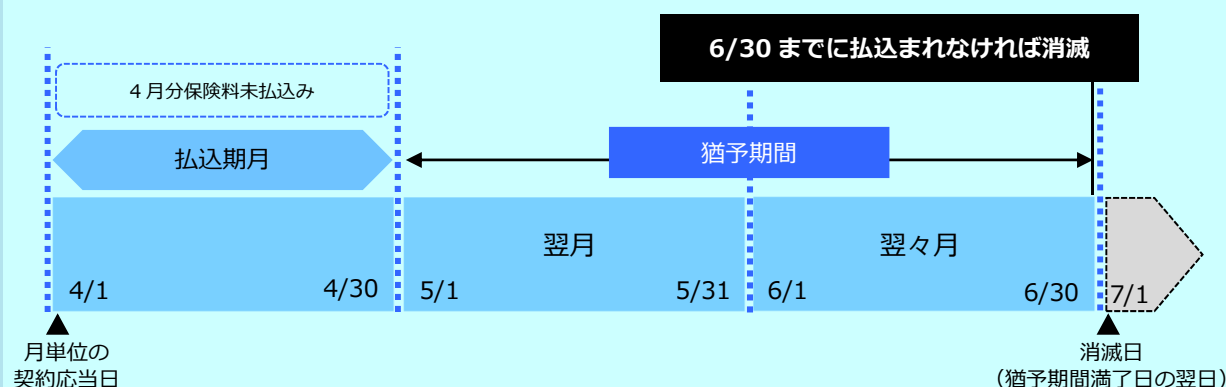 6/30 までに払込まれなければ消滅
4 月分保険料未払込み
払込期月
猶予期間
翌月
翌々月
4/1
4/30
5/1
5/31
6/1
6/30
7/1
月単位の
契約応当日
消滅日
（猶予期間満了日の翌日）